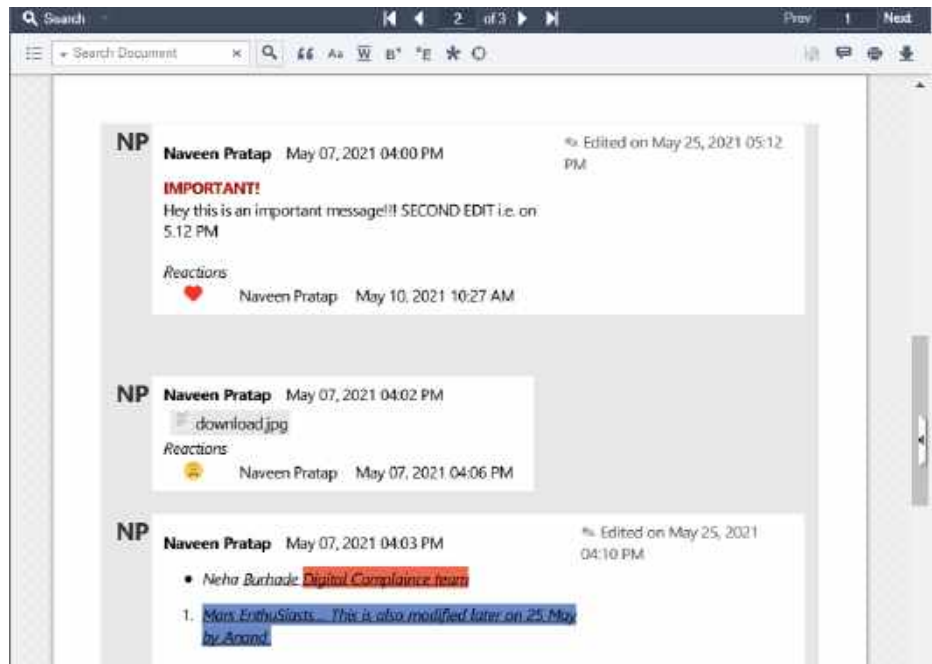 Search
2 of 3
Prev 1 Next
Search Document × Aa W
NP
Naveen Pratap May 07, 2021 04:00 PM
Edited on May 25, 2021 05:12
PM
IMPORTANT!
Hey this is an important message!!! SECOND EDIT i.e. on
5.12 PM
Reactions
Naveen Pratap May 10, 2021 10:27 AM
NP
Naveen Pratap May 07, 2021 04:02 PM
download.jpg
Reactions
Naveen Pratap May 07, 2021 04:06 PM
NP
Naveen Pratap May 07, 2021 04:03 PM
Edited on May 25, 2021
04:10 PM
• Neha Burhade Digital Complaince team
1. Mars EnthuSiasts... This is also modified later on 25 May
by Anand